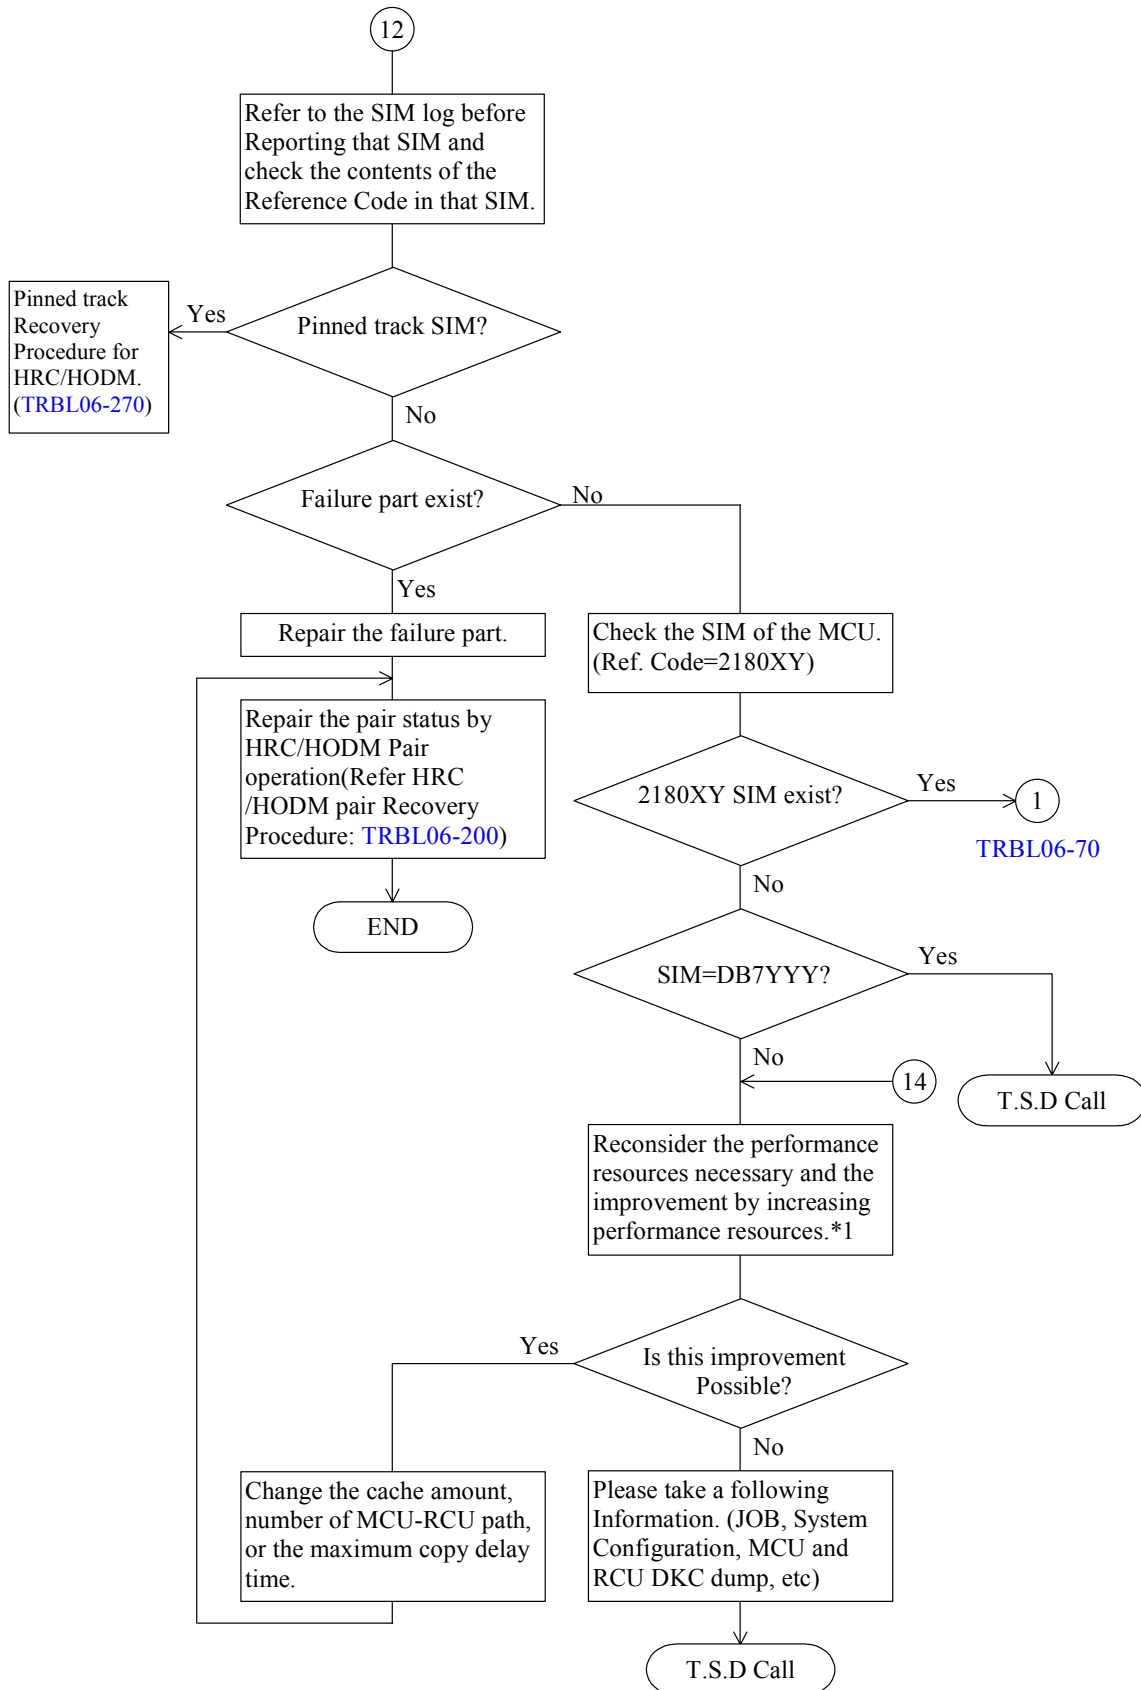 12
Refer to the SIM log before
Reporting that SIM and
check the contents of the
Reference Code in that SIM.
Pinned track
Recovery
Procedure for
HRC/HODM.
(TRBL06-270)
Yes
Pinned track SIM?
No
Failure part exist?
No
Yes
Repair the failure part.
Check the SIM of the MCU.
(Ref. Code=2180XY)
Repair the pair status by
HRC/HODM Pair
operation(Refer HRC
/HODM pair Recovery
Procedure: TRBL06-200)
END
2180XY SIM exist?
Yes
1
TRBL06-70
No
SIM=DB7YYY?
Yes
T.S.D Call
No
14
Reconsider the performance
resources necessary and the
improvement by increasing
performance resources.*1
Is this improvement
Possible?
Yes
No
Change the cache amount,
number of MCU-RCU path,
or the maximum copy delay
time.
Please take a following
Information. (JOB, System
Configuration, MCU and
RCU DKC dump, etc)
T.S.D Call